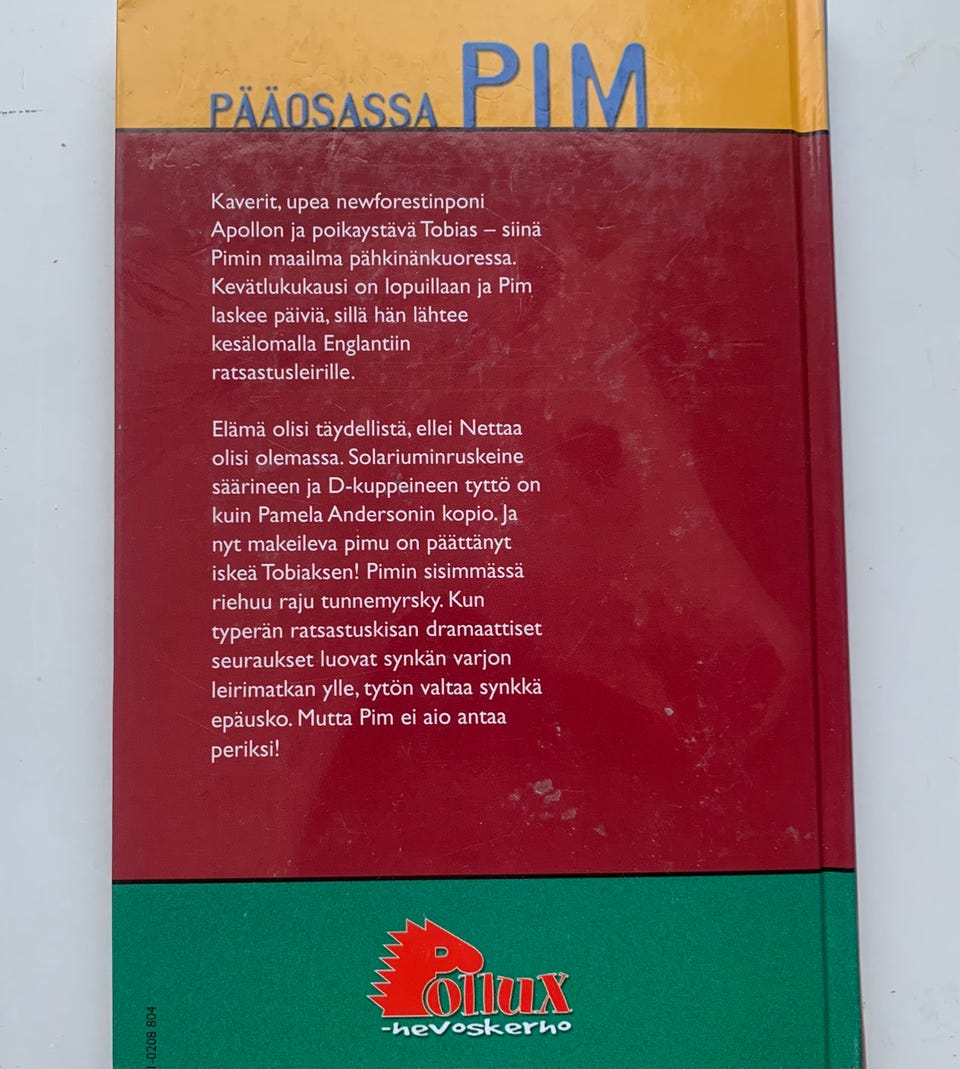 PÄÄOSASSA PIM
Kaverit, upea newforestinponi
Apollon ja poikaystävä Tobias – siinä
Pimin maailma pähkinänkuoressa.
Kevätlukukausi on lopuillaan ja Pim
laskee päiviä, sillä hän lähtee
kesälomalla Englantiin
ratsastusleirille.
Elämä olisi täydellistä, ellei Nettaa
olisi olemassa. Solariuminruskeine
säärineen ja D-kuppeineen tyttö on
kuin Pamela Andersonin kopio. Ja
nyt makeileva pimu on päättänyt
iskeä Tobiaksen! Pimin sisimmässä
riehuu raju tunnemyrsky. Kun
typerän ratsastuskisan dramaattiset
seuraukset luovat synkän varjon
leirimatkan ylle, tytön valtaa synkkä
epäusko. Mutta Pim ei aio antaa
periksi!
Pollux
-hevoskerho
1-0208 804